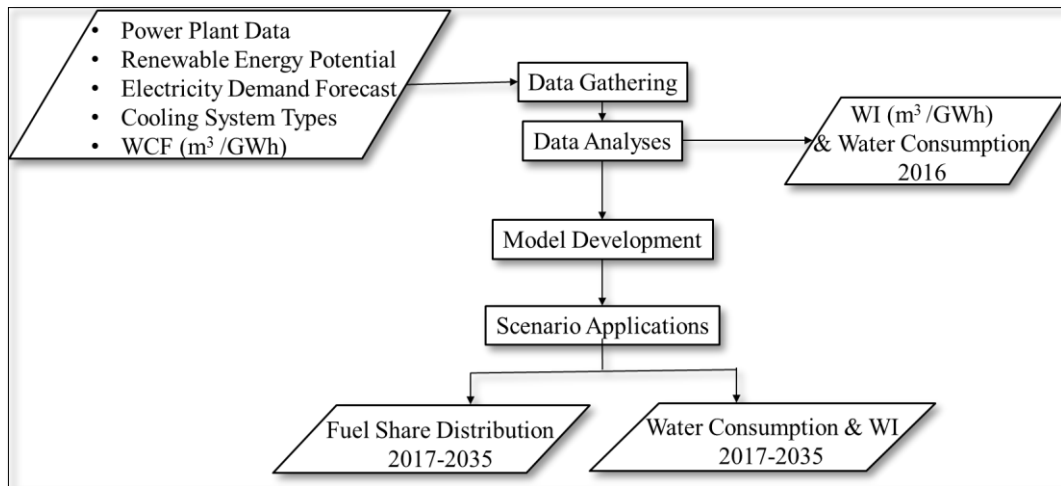 • Power Plant Data
• Renewable Energy Potential
• Electricity Demand Forecast
• Cooling System Types
• WCF (m³ /GWh)
Data Gathering
Data Analyses
WI (m³ /GWh)
& Water Consumption
2016
Model Development
Scenario Applications
Fuel Share Distribution
2017-2035
Water Consumption & WI
2017-2035